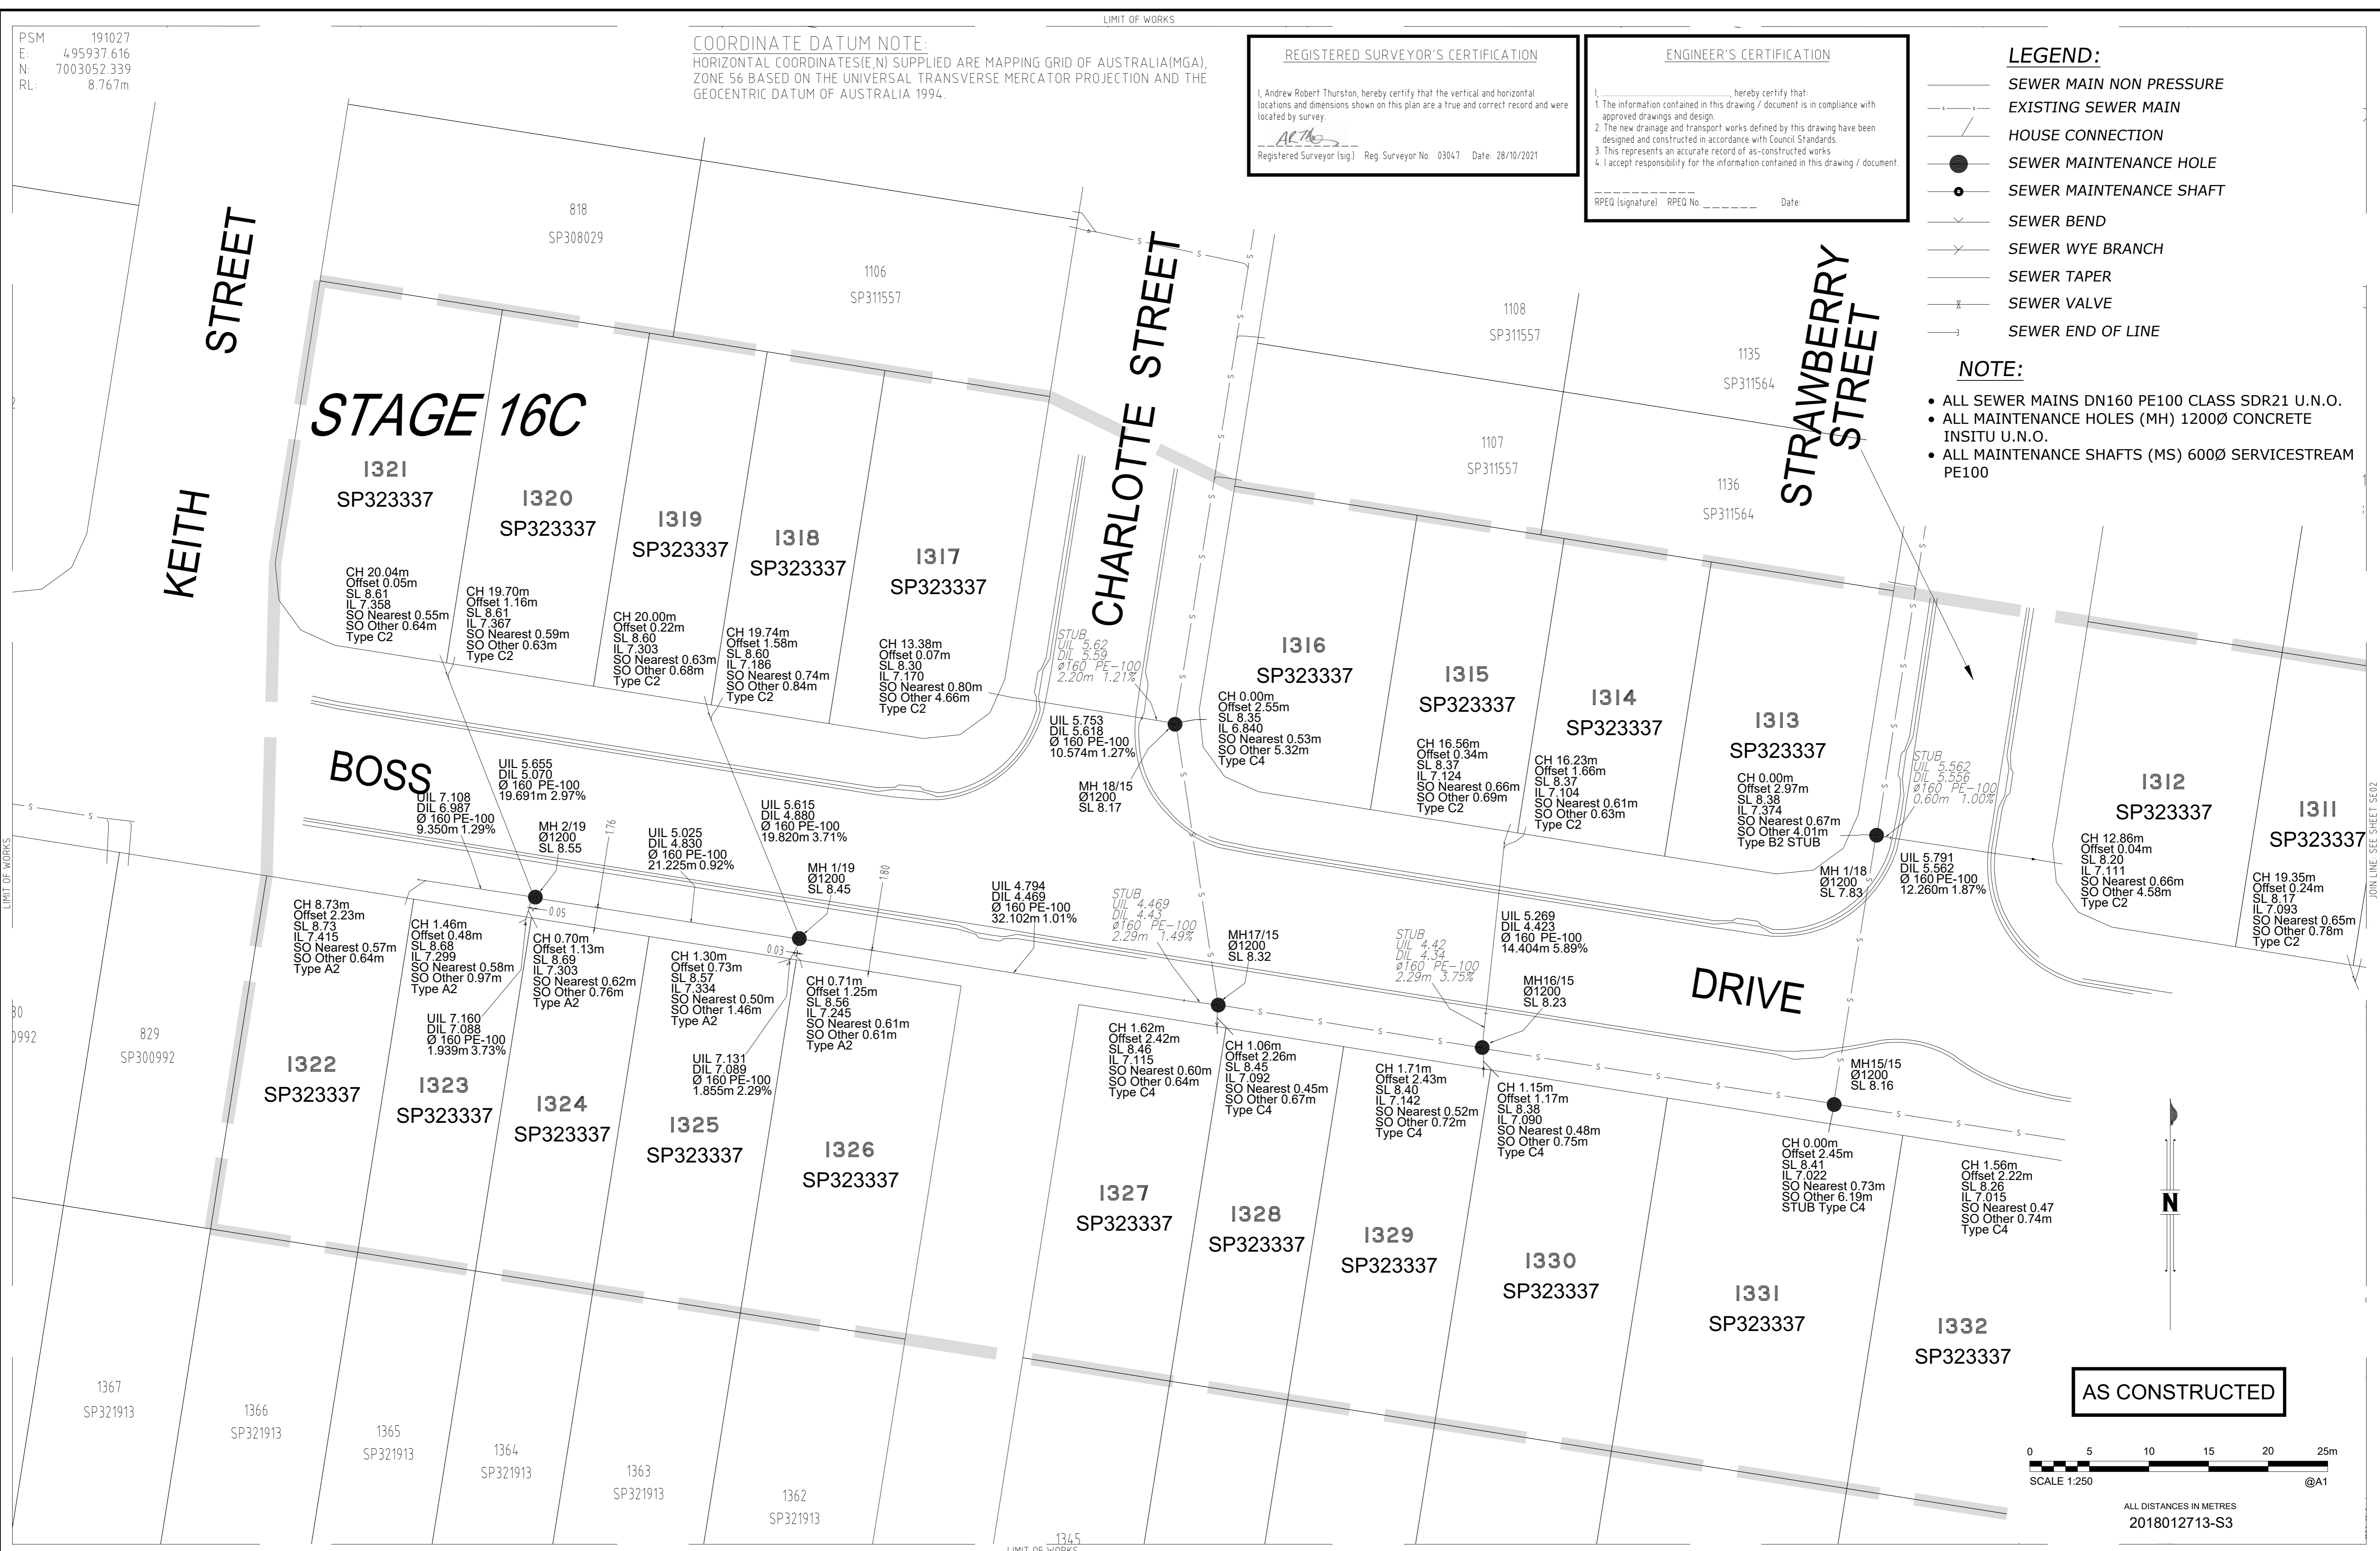 LIMIT OF WORKS
PSM 191027
E: 495937.616
N: 7003052.339
RL: 8.767m
COORDINATE DATUM NOTE:
HORIZONTAL COORDINATES(E,N) SUPPLIED ARE MAPPING GRID OF AUSTRALIA(MGA),
ZONE 56 BASED ON THE UNIVERSAL TRANSVERSE MERCATOR PROJECTION AND THE
GEOCENTRIC DATUM OF AUSTRALIA 1994.
REGISTERED SURVEYOR'S CERTIFICATION
I, Andrew Robert Thurston, hereby certify that the vertical and horizontal
locations and dimensions shown on this plan are a true and correct record and were
located by survey.
Registered Surveyor (sig.) Reg. Surveyor No. 03047 Date: 28/10/2021
ENGINEER'S CERTIFICATION
I, ................................................, hereby certify that:
1. The information contained in this drawing / document is in compliance with
approved drawings and design.
2. The new drainage and transport works defined by this drawing have been
designed and constructed in accordance with Council Standards.
3. This represents an accurate record of as-constructed works
4. I accept responsibility for the information contained in this drawing / document.
RPEQ (signature) RPEQ No. _ _ _ _ _ _ Date:
LEGEND:
SEWER MAIN NON PRESSURE
EXISTING SEWER MAIN
HOUSE CONNECTION
SEWER MAINTENANCE HOLE
SEWER MAINTENANCE SHAFT
SEWER BEND
SEWER WYE BRANCH
SEWER TAPER
SEWER VALVE
SEWER END OF LINE
NOTE:
• ALL SEWER MAINS DN160 PE100 CLASS SDR21 U.N.O.
• ALL MAINTENANCE HOLES (MH) 1200Ø CONCRETE
INSITU U.N.O.
• ALL MAINTENANCE SHAFTS (MS) 600Ø SERVICESTREAM
PE100
KEITH STREET
CHARLOTTE STREET
STRAWBERRY
STREET
BOSS
DRIVE
STAGE 16C
818
SP308029
1106
SP311557
1108
SP311557
1107
SP311557
1135
SP311564
1136
SP311564
1321
SP323337
CH 20.04m
Offset 0.05m
SL 8.61
IL 7.358
SO Nearest 0.55m
SO Other 0.64m
Type C2
1320
SP323337
CH 19.70m
Offset 1.16m
SL 8.61
IL 7.367
SO Nearest 0.59m
SO Other 0.63m
Type C2
1319
SP323337
CH 20.00m
Offset 0.22m
SL 8.60
IL 7.303
SO Nearest 0.63m
SO Other 0.68m
Type C2
1318
SP323337
CH 19.74m
Offset 1.58m
SL 8.60
IL 7.186
SO Nearest 0.74m
SO Other 0.84m
Type C2
1317
SP323337
CH 13.38m
Offset 0.07m
SL 8.30
IL 7.170
SO Nearest 0.80m
SO Other 4.66m
Type C2
STUB
UIL 5.62
DIL 5.59
ø160 PE-100
2.20m 1.21%
UIL 5.753
DIL 5.618
Ø 160 PE-100
10.574m 1.27%
MH 18/15
Ø1200
SL 8.17
1316
SP323337
CH 0.00m
Offset 2.55m
SL 8.35
IL 6.840
SO Nearest 0.53m
SO Other 5.32m
Type C4
1315
SP323337
CH 16.56m
Offset 0.34m
SL 8.37
IL 7.124
SO Nearest 0.66m
SO Other 0.69m
Type C2
1314
SP323337
CH 16.23m
Offset 1.66m
SL 8.37
IL 7.104
SO Nearest 0.61m
SO Other 0.63m
Type C2
1313
SP323337
CH 0.00m
Offset 2.97m
SL 8.38
IL 7.374
SO Nearest 0.67m
SO Other 4.01m
Type B2 STUB
STUB
UIL 5.562
DIL 5.556
ø160 PE-100
0.60m 1.00%
MH 1/18
Ø1200
SL 7.83
UIL 5.791
DIL 5.562
Ø 160 PE-100
12.260m 1.87%
1312
SP323337
CH 12.86m
Offset 0.04m
SL 8.20
IL 7.111
SO Nearest 0.66m
SO Other 4.58m
Type C2
1311
SP323337
CH 19.35m
Offset 0.24m
SL 8.17
IL 7.093
SO Nearest 0.65m
SO Other 0.78m
Type C2
JOIN LINE: SEE SHEET SE02
LIMIT OF WORKS
UIL 7.108
DIL 6.987
Ø 160 PE-100
9.350m 1.29%
UIL 5.655
DIL 5.070
Ø 160 PE-100
19.691m 2.97%
MH 2/19
Ø1200
SL 8.55
1.76
0.05
UIL 5.025
DIL 4.830
Ø 160 PE-100
21.225m 0.92%
UIL 5.615
DIL 4.880
Ø 160 PE-100
19.820m 3.71%
MH 1/19
Ø1200
SL 8.45
1.80
0.03
UIL 4.794
DIL 4.469
Ø 160 PE-100
32.102m 1.01%
STUB
UIL 4.469
DIL 4.43
ø160 PE-100
2.29m 1.49%
MH17/15
Ø1200
SL 8.32
STUB
UIL 4.42
DIL 4.34
ø160 PE-100
2.29m 3.75%
UIL 5.269
DIL 4.423
Ø 160 PE-100
14.404m 5.89%
MH16/15
Ø1200
SL 8.23
MH15/15
Ø1200
SL 8.16
CH 8.73m
Offset 2.23m
SL 8.73
IL 7.415
SO Nearest 0.57m
SO Other 0.64m
Type A2
CH 1.46m
Offset 0.48m
SL 8.68
IL 7.299
SO Nearest 0.58m
SO Other 0.97m
Type A2
UIL 7.160
DIL 7.088
Ø 160 PE-100
1.939m 3.73%
CH 0.70m
Offset 1.13m
SL 8.69
IL 7.303
SO Nearest 0.62m
SO Other 0.76m
Type A2
CH 1.30m
Offset 0.73m
SL 8.57
IL 7.334
SO Nearest 0.50m
SO Other 1.46m
Type A2
UIL 7.131
DIL 7.089
Ø 160 PE-100
1.855m 2.29%
CH 0.71m
Offset 1.25m
SL 8.56
IL 7.245
SO Nearest 0.61m
SO Other 0.61m
Type A2
CH 1.62m
Offset 2.42m
SL 8.46
IL 7.115
SO Nearest 0.60m
SO Other 0.64m
Type C4
CH 1.06m
Offset 2.26m
SL 8.45
IL 7.092
SO Nearest 0.45m
SO Other 0.67m
Type C4
CH 1.71m
Offset 2.43m
SL 8.40
IL 7.142
SO Nearest 0.52m
SO Other 0.72m
Type C4
CH 1.15m
Offset 1.17m
SL 8.38
IL 7.090
SO Nearest 0.48m
SO Other 0.75m
Type C4
CH 0.00m
Offset 2.45m
SL 8.41
IL 7.022
SO Nearest 0.73m
SO Other 6.19m
STUB Type C4
CH 1.56m
Offset 2.22m
SL 8.26
IL 7.015
SO Nearest 0.47
SO Other 0.74m
Type C4
0992
829
SP300992
1322
SP323337
1323
SP323337
1324
SP323337
1325
SP323337
1326
SP323337
1327
SP323337
1328
SP323337
1329
SP323337
1330
SP323337
1331
SP323337
1332
SP323337
1367
SP321913
1366
SP321913
1365
SP321913
1364
SP321913
1363
SP321913
1362
SP321913
1345
LIMIT OF WORKS
N
AS CONSTRUCTED
0 5 10 15 20 25m
SCALE 1:250 @A1
ALL DISTANCES IN METRES
2018012713-S3